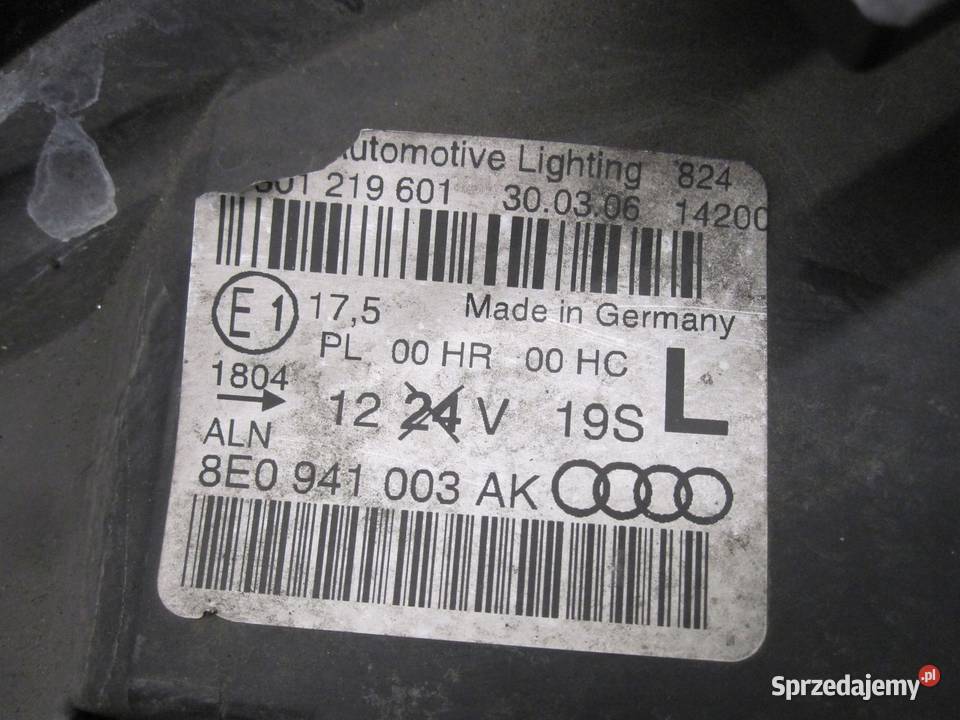 Automotive Lighting 824
301 219 601 30.03.06 14200
E1 17,5 Made in Germany
PL 00 HR 00 HC
1804
12 24 V 19S L
ALN
8E0 941 003 AK
Sprzedajemy.pl